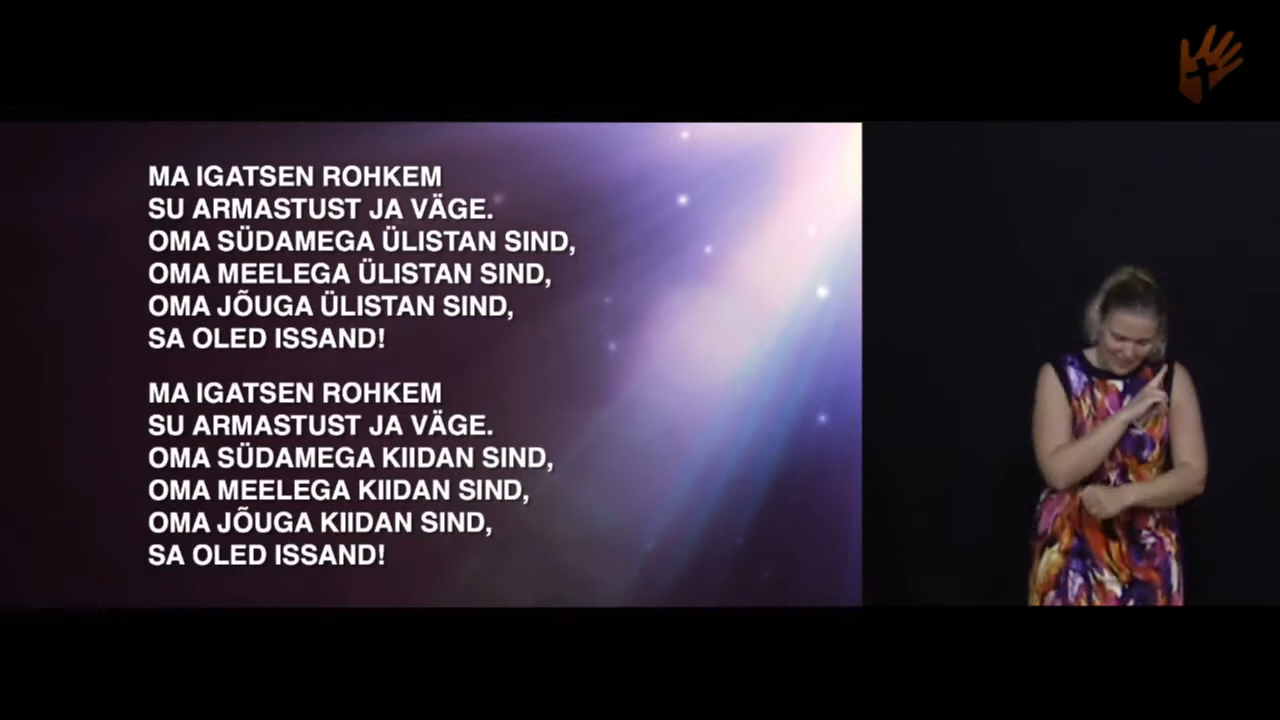 MA IGATSEN ROHKEM
SU ARMASTUST JA VÄGE.
OMA SÜDAMEGA ÜLISTAN SIND,
OMA MEELEGA ÜLISTAN SIND,
OMA JÕUGA ÜLISTAN SIND,
SA OLED ISSAND!
MA IGATSEN ROHKEM
SU ARMASTUST JA VÄGE.
OMA SÜDAMEGA KIIDAN SIND,
OMA MEELEGA KIIDAN SIND,
OMA JÕUGA KIIDAN SIND,
SA OLED ISSAND!